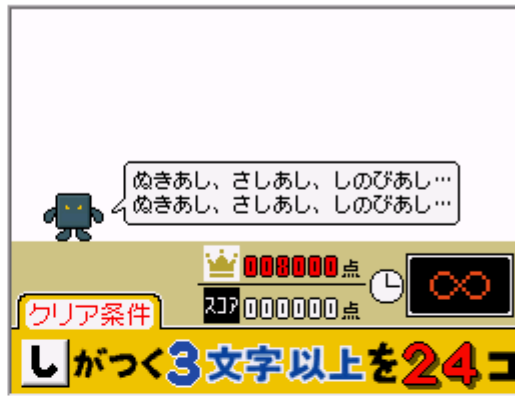 ぬきあし、さしあし、しのびあし…
ぬきあし、さしあし、しのびあし…
008000点
スコア 000000点
∞
クリア条件
しがつく3文字以上を24コ